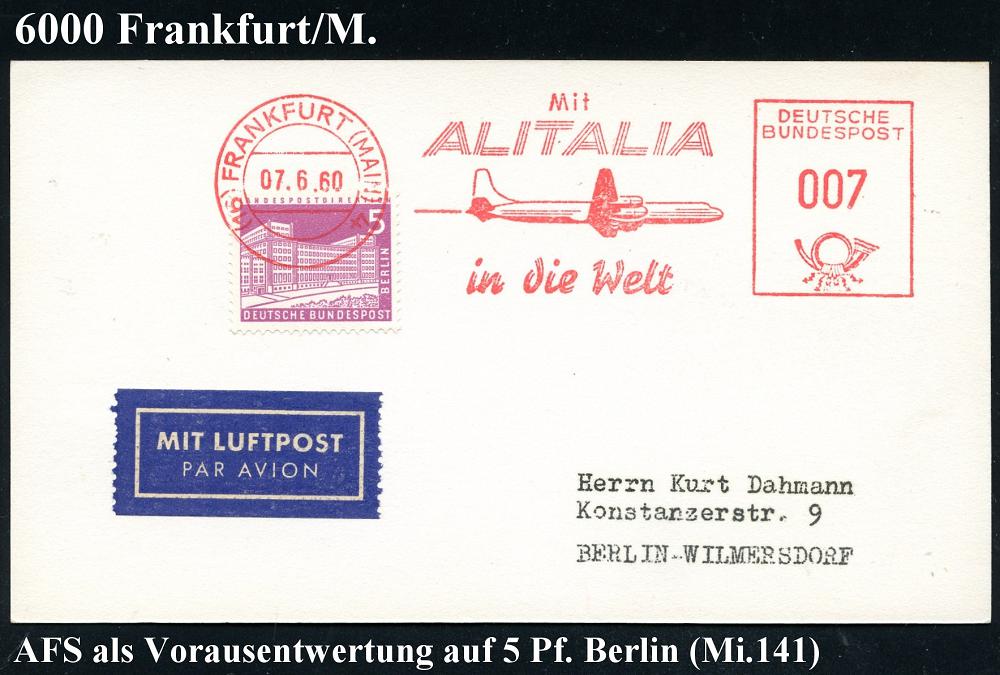 6000 Frankfurt/M.
(16) FRANKFURT (MAIN) 4
07.6.60
Mit
ALITALIA
in die Welt
DEUTSCHE
BUNDESPOST
007
5
BERLIN
DEUTSCHE BUNDESPOST
MIT LUFTPOST
PAR AVION
Herrn Kurt Dahmann
Konstanzerstr. 9
BERLIN-WILMERSDORF
AFS als Vorausentwertung auf 5 Pf. Berlin (Mi.141)